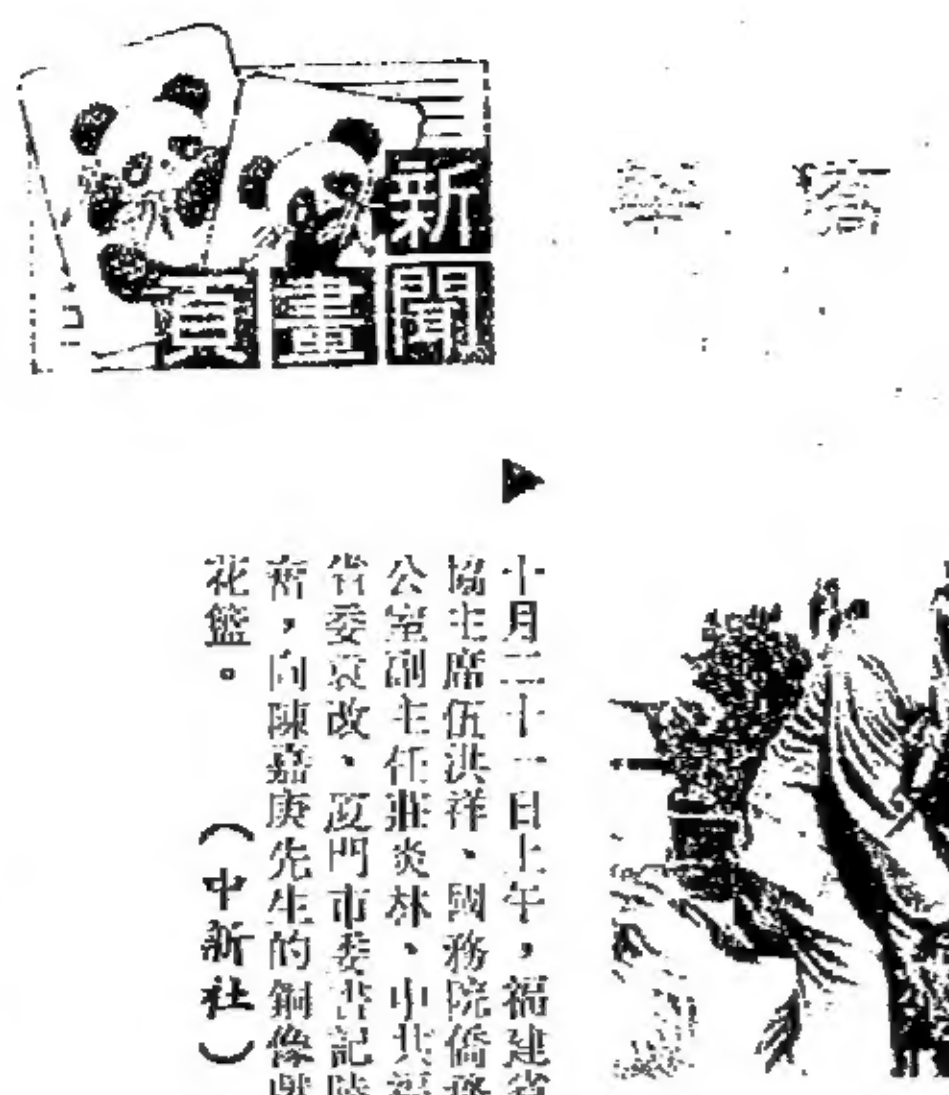 新聞
畫頁
十月二十一日上午，福建省
協主席伍洪祥、國務院僑務
公室副主任莊炎林、中共福
省委袁改、廈門市委書記陸
，向陳嘉庚先生的銅像獻
花籃。（中新社）